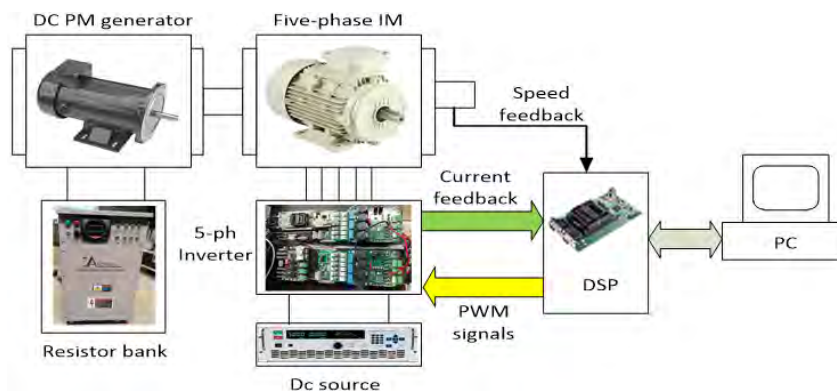 DC PM generator
Five-phase IM
Speed
feedback
Current
feedback
5-ph
Inverter
PC
DSP
PWM
signals
Resistor bank
Dc source